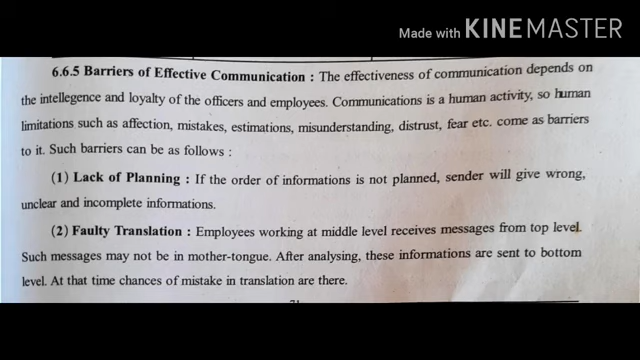 Made with KINEMASTER
6.6.5 Barriers of Effective Communication : The effectiveness of communication depends on
the intellegence and loyalty of the officers and employees. Communications is a human activity, so human
limitations such as affection, mistakes, estimations, misunderstanding, distrust, fear etc. come as barriers
to it. Such barriers can be as follows :
(1) Lack of Planning : If the order of informations is not planned, sender will give wrong,
unclear and incomplete informations.
(2) Faulty Translation : Employees working at middle level receives messages from top level.
Such messages may not be in mother-tongue. After analysing, these informations are sent to bottom
level. At that time chances of mistake in translation are there.